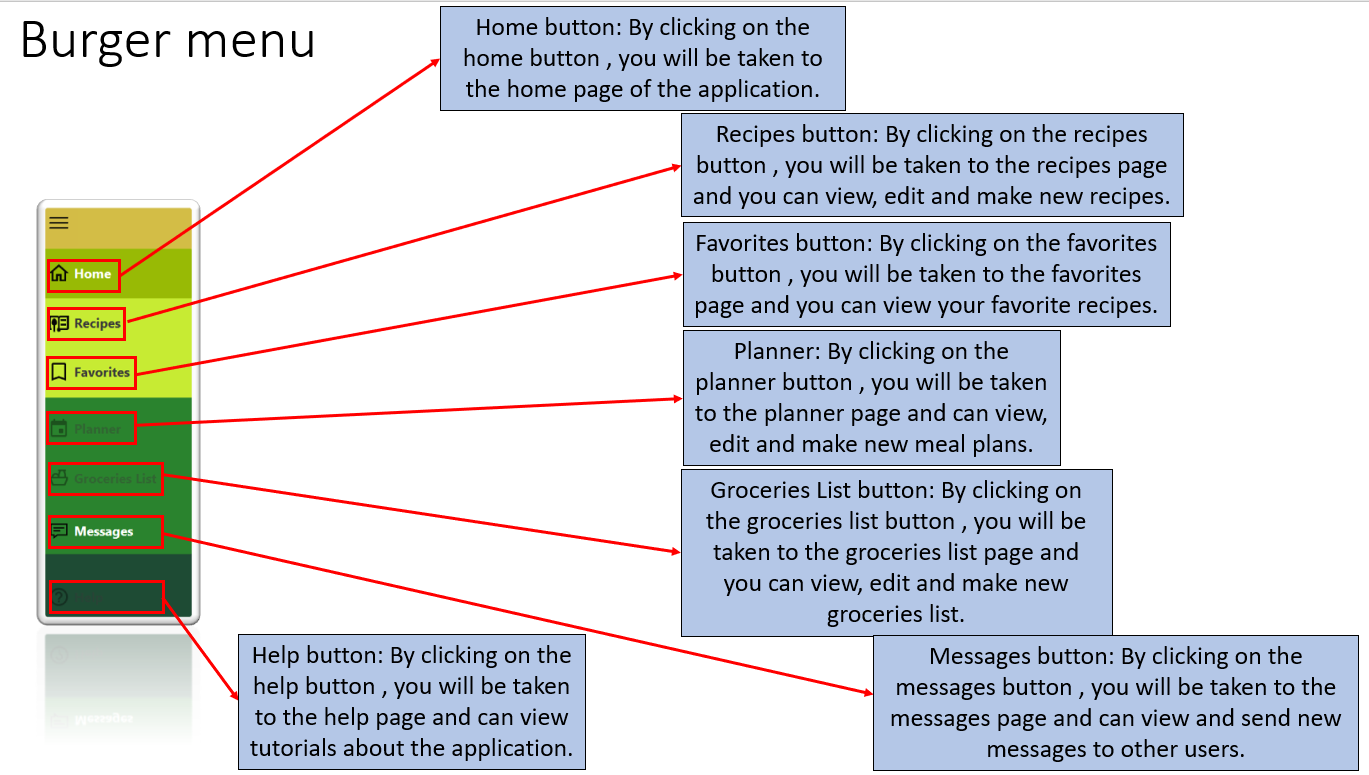 Burger menu
Home button: By clicking on the
home button , you will be taken to
the home page of the application.
Recipes button: By clicking on the recipes
button , you will be taken to the recipes page
and you can view, edit and make new recipes.
Favorites button: By clicking on the favorites
button , you will be taken to the favorites
page and you can view your favorite recipes.
Planner: By clicking on the
planner button , you will be taken
to the planner page and can view,
edit and make new meal plans.
Groceries List button: By clicking on
the groceries list button , you will be
taken to the groceries list page and
you can view, edit and make new
groceries list.
Messages button: By clicking on the
messages button , you will be taken to the
messages page and can view and send new
messages to other users.
Help button: By clicking on the
help button , you will be taken
to the help page and can view
tutorials about the application.
Home
Recipes
Favorites
Planner
Groceries List
Messages